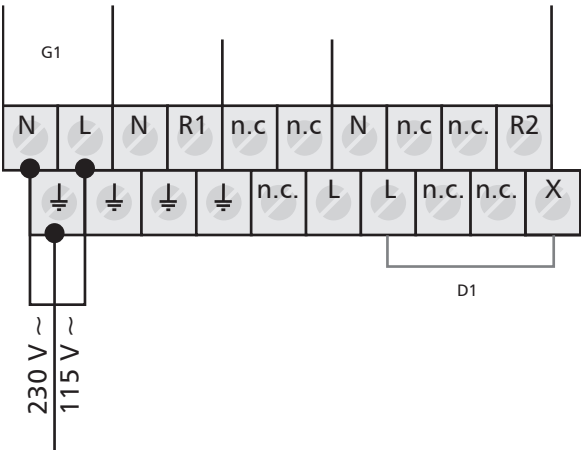 G1
N L N R1 n.c n.c N n.c n.c. R2
n.c. L L n.c. n.c. X
D1
230 V ~
115 V ~